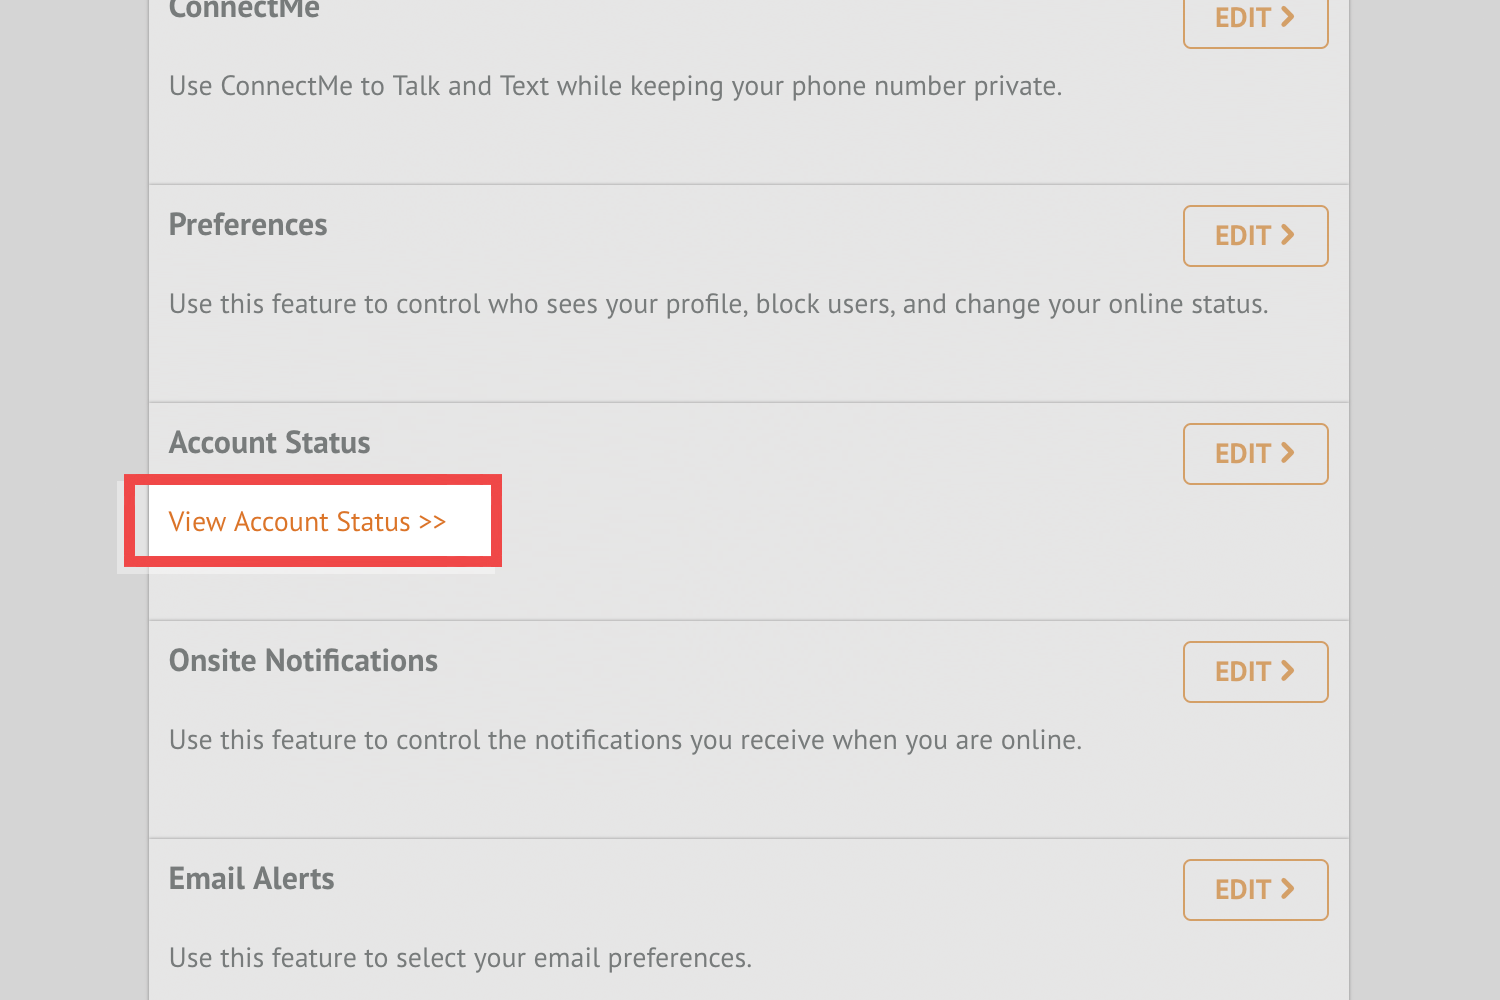 ConnectMe
EDIT
Use ConnectMe to Talk and Text while keeping your phone number private.
Preferences
EDIT
Use this feature to control who sees your profile, block users, and change your online status.
Account Status
EDIT
View Account Status >>
Onsite Notifications
EDIT
Use this feature to control the notifications you receive when you are online.
Email Alerts
EDIT
Use this feature to select your email preferences.